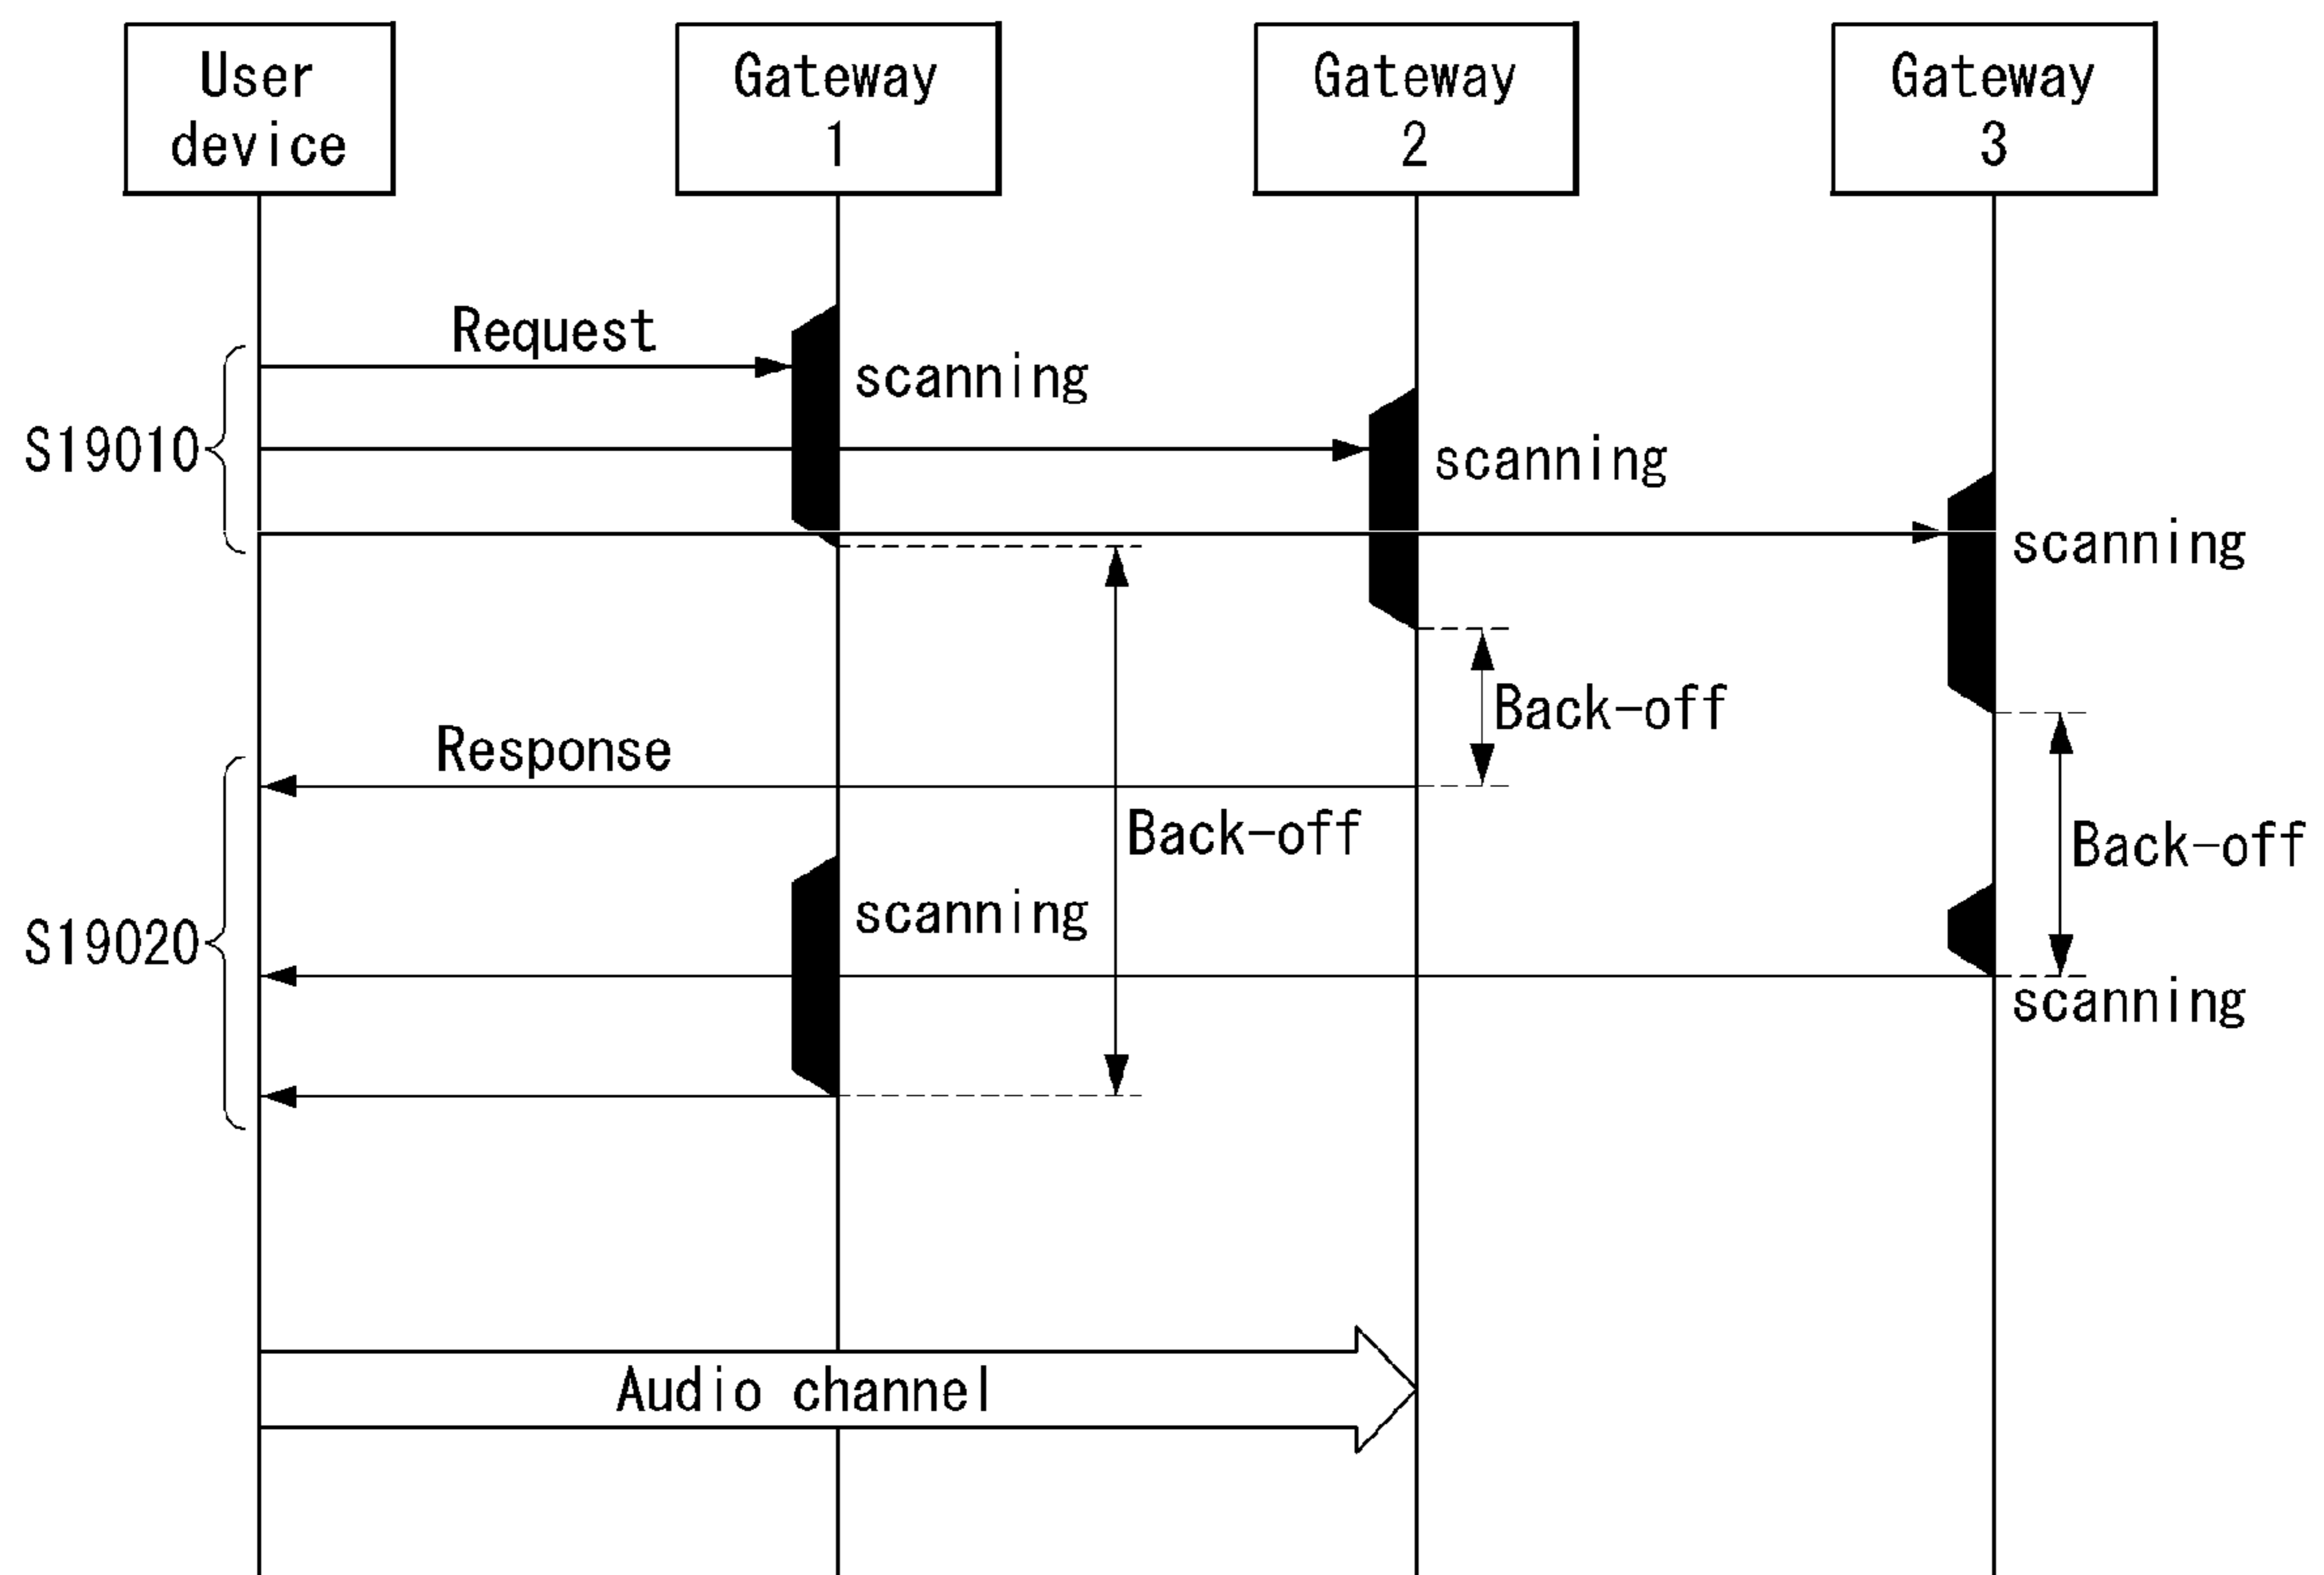 User
device
Gateway
1
Gateway
2
Gateway
3
Request
scanning
S19010
scanning
scanning
Back-off
Response
Back-off
Back-off
S19020
scanning
scanning
Audio channel